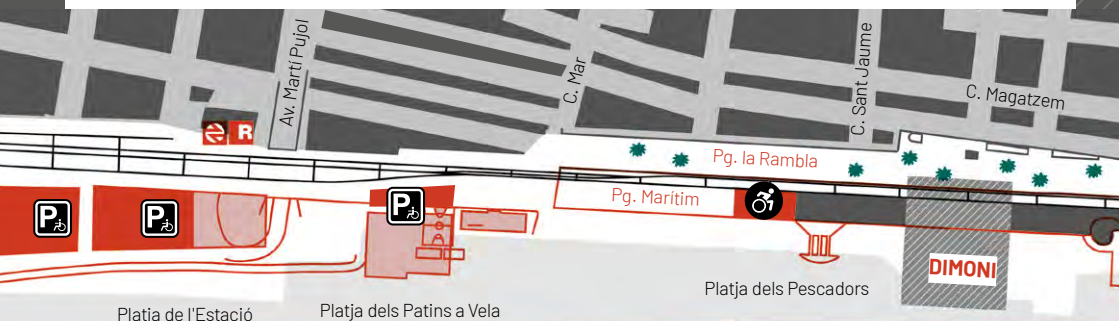 Av. Martí Pujol
C. Mar
C. Sant Jaume
C. Magatzem
R
Pg. la Rambla
Pg. Marítim
P
P
P
DIMONI
Platja dels Pescadors
Platja de l'Estació
Platja dels Patins a Vela